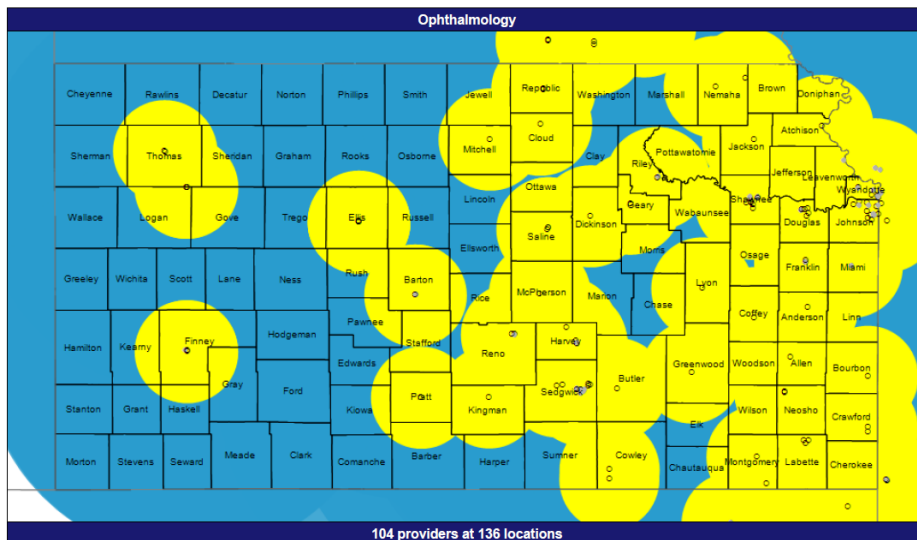 Ophthalmology
Cheyenne Rawlins Decatur Norton Phillips Smith Jewell Republic Washington Marshall Nemaha Brown Doniphan
Atchison
Sherman Thomas Sheridan Graham Rooks Osborne Mitchell Cloud Clay Riley Pottawatomie Jackson
Jefferson Leavenworth
Ottawa
Wallace Logan Gove Trego Ellis Russell Lincoln Geary Wabaunsee Shawnee Wyandotte
Saline Dickinson Douglas Johnson
Ellsworth Morris
Osage
Greeley Wichita Scott Lane Ness Rush Barton Franklin Miami
Rice McPherson Marion Chase Lyon
Pawnee Coffey Anderson Linn
Hamilton Kearny Finney Hodgeman Stafford
Reno Harvey
Edwards Greenwood Woodson Allen Bourbon
Gray Ford Butler
Stanton Grant Haskell Kiowa Pratt Kingman Sedgwick Wilson Neosho Crawford
Elk
Morton Stevens Seward Meade Clark Comanche Barber Harper Sumner Cowley Chautauqua Montgomery Labette Cherokee
104 providers at 136 locations